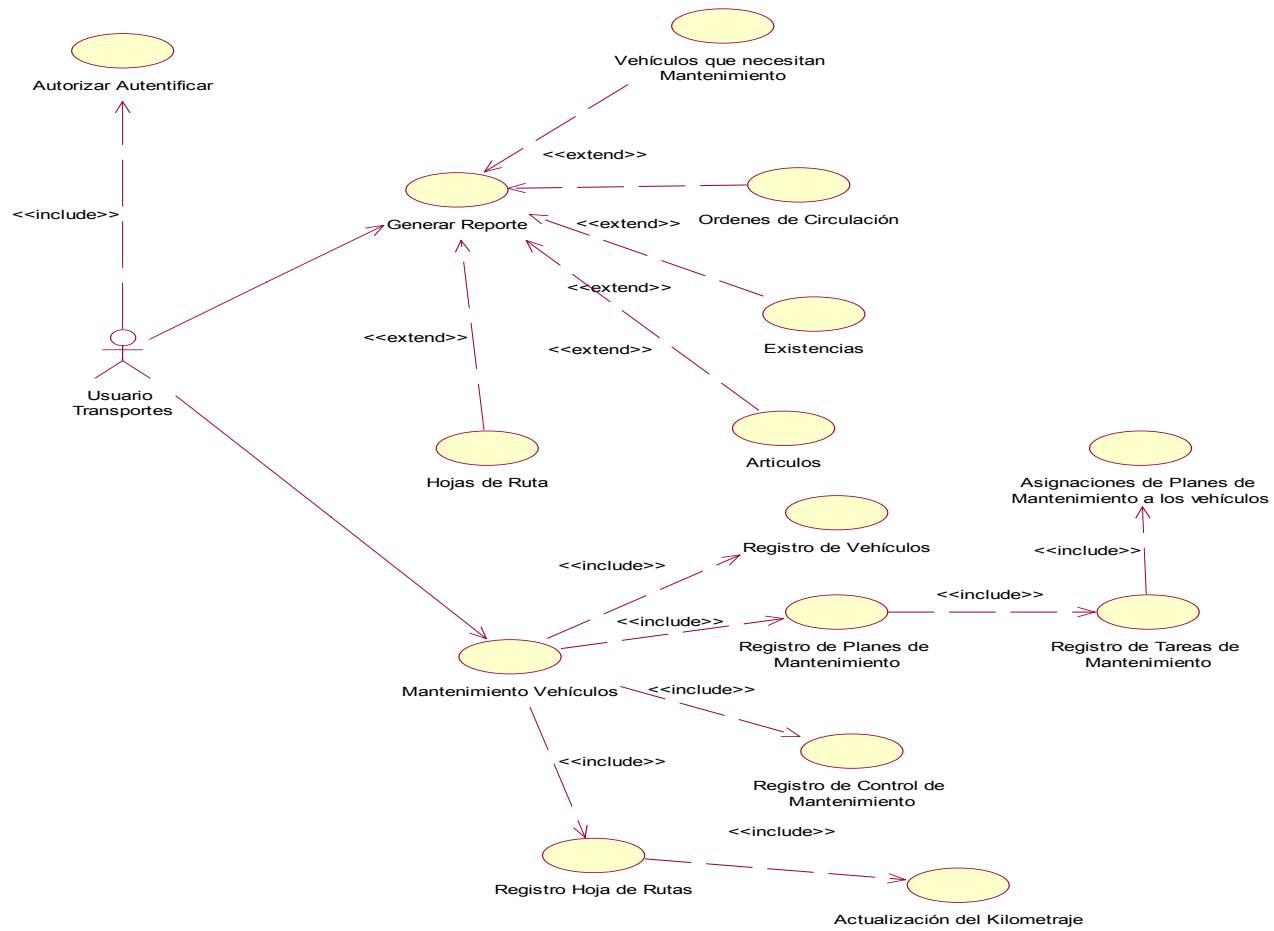 Vehículos que necesitan
Mantenimiento
Autorizar Autentificar
<<extend>>
<<include>>
Ordenes de Circulación
Generar Reporte
<<extend>>
<<extend>>
<<extend>>
<<extend>>
Existencias
Usuario
Transportes
Articulos
Hojas de Ruta
Asignaciones de Planes de
Mantenimiento a los vehículos
Registro de Vehículos
<<include>>
<<include>>
<<include>>
<<include>>
Registro de Planes de
Mantenimiento
Registro de Tareas de
Mantenimiento
Mantenimiento Vehículos
<<include>>
<<include>>
Registro de Control de
Mantenimiento
<<include>>
Registro Hoja de Rutas
Actualización del Kilometraje